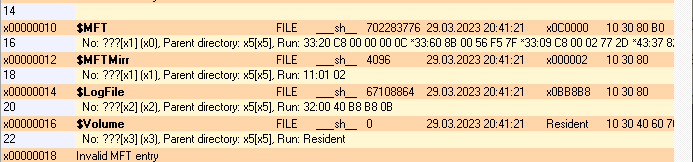 14
x00000010 $MFT FILE ___sh__ 702283776 29.03.2023 20:41:21 x0C0000 10 30 80 B0
16 No: ???[x1] (x0), Parent directory: x5[x5], Run: 33:20 C8 00 00 00 0C *33:60 8B 00 56 F5 7F *33:09 C8 00 02 77 2D *43:37 82
x00000012 $MFTMirr FILE ___sh__ 4096 29.03.2023 20:41:21 x000002 10 30 80
18 No: ???[x1] (x1), Parent directory: x5[x5], Run: 11:01 02
x00000014 $LogFile FILE ___sh__ 67108864 29.03.2023 20:41:21 x0BB8B8 10 30 80
20 No: ???[x2] (x2), Parent directory: x5[x5], Run: 32:00 40 B8 B8 0B
x00000016 $Volume FILE ___sh__ 0 29.03.2023 20:41:21 Resident 10 30 40 60 70
22 No: ???[x3] (x3), Parent directory: x5[x5], Run: Resident
x00000018 Invalid MFT entry